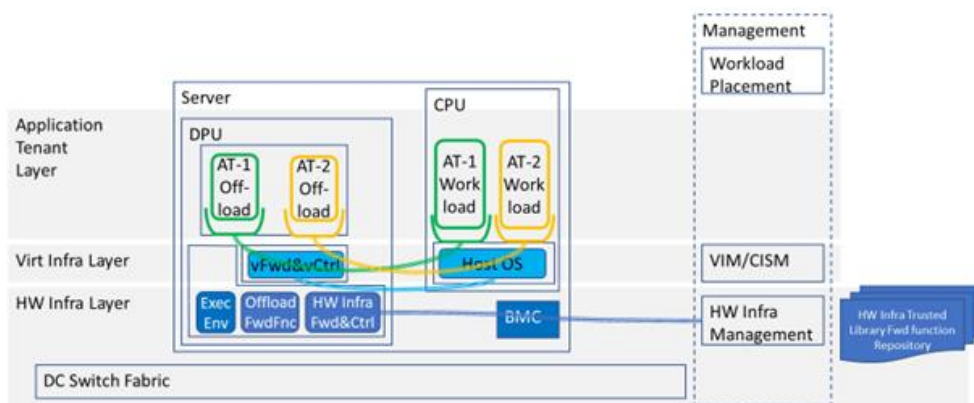 Management
Workload
Placement
Server
CPU
Application
Tenant
Layer
DPU
AT-1
Off-
load
AT-2
Off-
load
AT-1
Work
load
AT-2
Work
load
Virt Infra Layer
vFwd&vCtrl
Host OS
VIM/CISM
HW Infra Layer
Exec
Env
Offload
FwdFnc
HW Infra
Fwd&Ctrl
BMC
HW Infra
Management
HW Infra Trusted
Library Fwd function
Repository
DC Switch Fabric